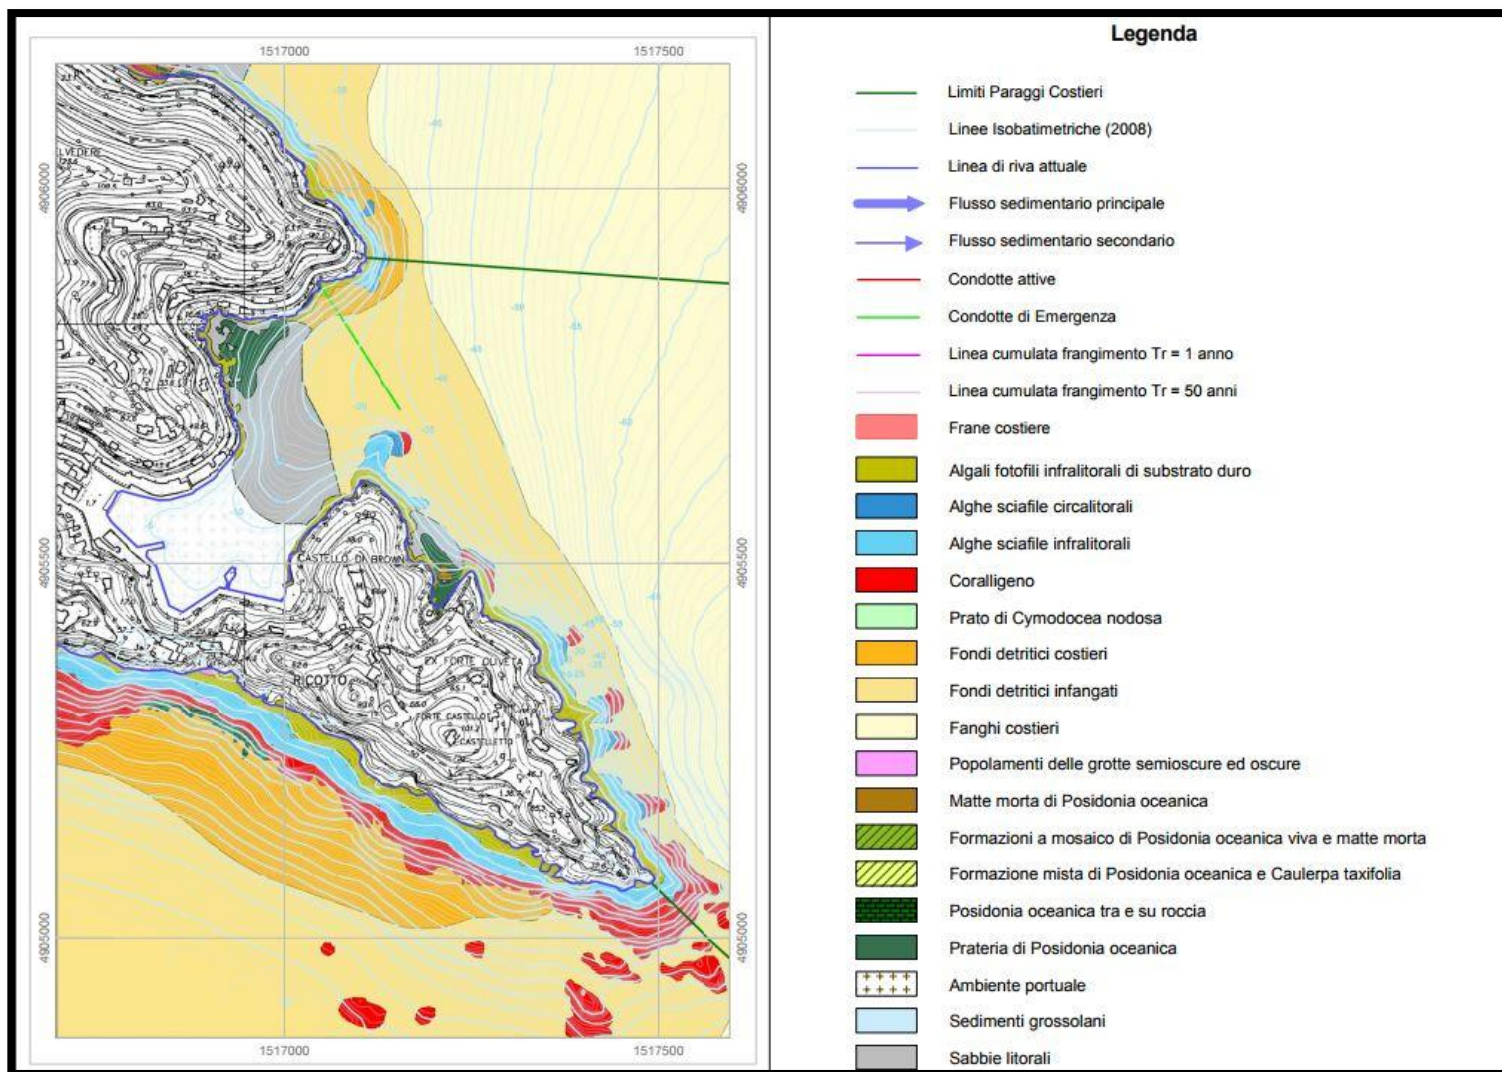 1517000
1517500
4906000
4906000
LVEDERE
CASTELLO DI BROWN
4905500
4905500
EX FORTE OLIVETA
RICOTTO
FORTE CASTELLO
CASTELLETTO
4905000
4905000
1517000
1517500
Legenda
Limiti Paraggi Costieri
Linee Isobatimetriche (2008)
Linea di riva attuale
Flusso sedimentario principale
Flusso sedimentario secondario
Condotte attive
Condotte di Emergenza
Linea cumulata frangimento Tr = 1 anno
Linea cumulata frangimento Tr = 50 anni
Frane costiere
Algali fotofili infralitorali di substrato duro
Alghe sciafile circalitorali
Alghe sciafile infralitorali
Coralligeno
Prato di Cymodocea nodosa
Fondi detritici costieri
Fondi detritici infangati
Fanghi costieri
Popolamenti delle grotte semioscure ed oscure
Matte morta di Posidonia oceanica
Formazioni a mosaico di Posidonia oceanica viva e matte morta
Formazione mista di Posidonia oceanica e Caulerpa taxifolia
Posidonia oceanica tra e su roccia
Prateria di Posidonia oceanica
Ambiente portuale
Sedimenti grossolani
Sabbie litorali